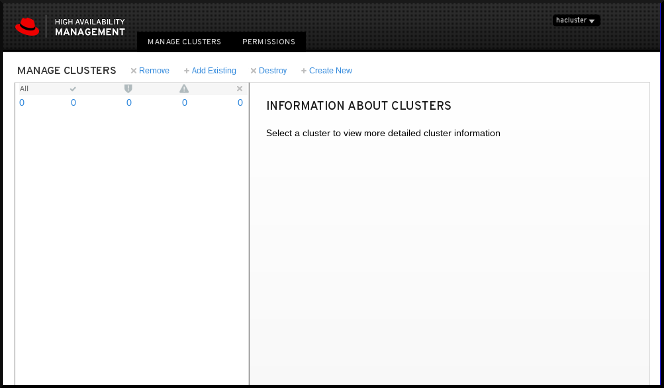 HIGH AVAILABILITY
MANAGEMENT
MANAGE CLUSTERS PERMISSIONS
hacluster
MANAGE CLUSTERS Remove Add Existing Destroy Create New
All
0 0 0 0 0
INFORMATION ABOUT CLUSTERS
Select a cluster to view more detailed cluster information